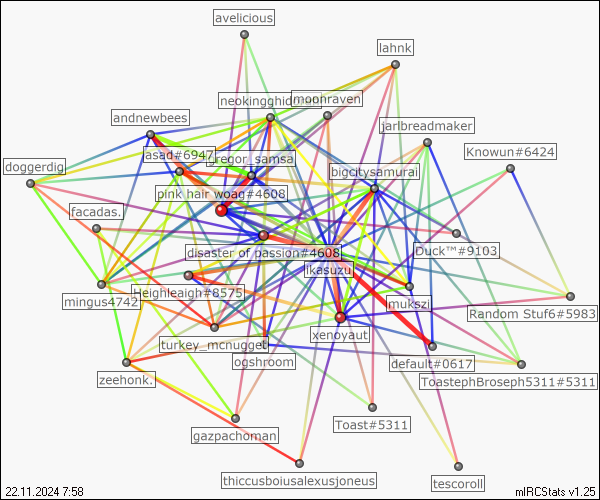 avelicious
lahnk
neokingghid
moonraven
andnewbees
jarlbreadmaker
asad#6947
regor_samsa
Knowun#6424
doggerdig
bigcitysamurai
pink hair woag#4608
facadas.
disaster of passion#4608
Duck™#9103
ikasuzu
Heighleaigh#8575
mingus4742
mukszi
Random Stuf6#5983
xenoyaut
turkey_mcnugget
ogshroom
default#0617
zeehonk.
ToastephBroseph5311#5311
Toast#5311
gazpachoman
thiccusboiusalexusjoneus
tescoroll
22.11.2024 7:58
mIRCStats v1.25